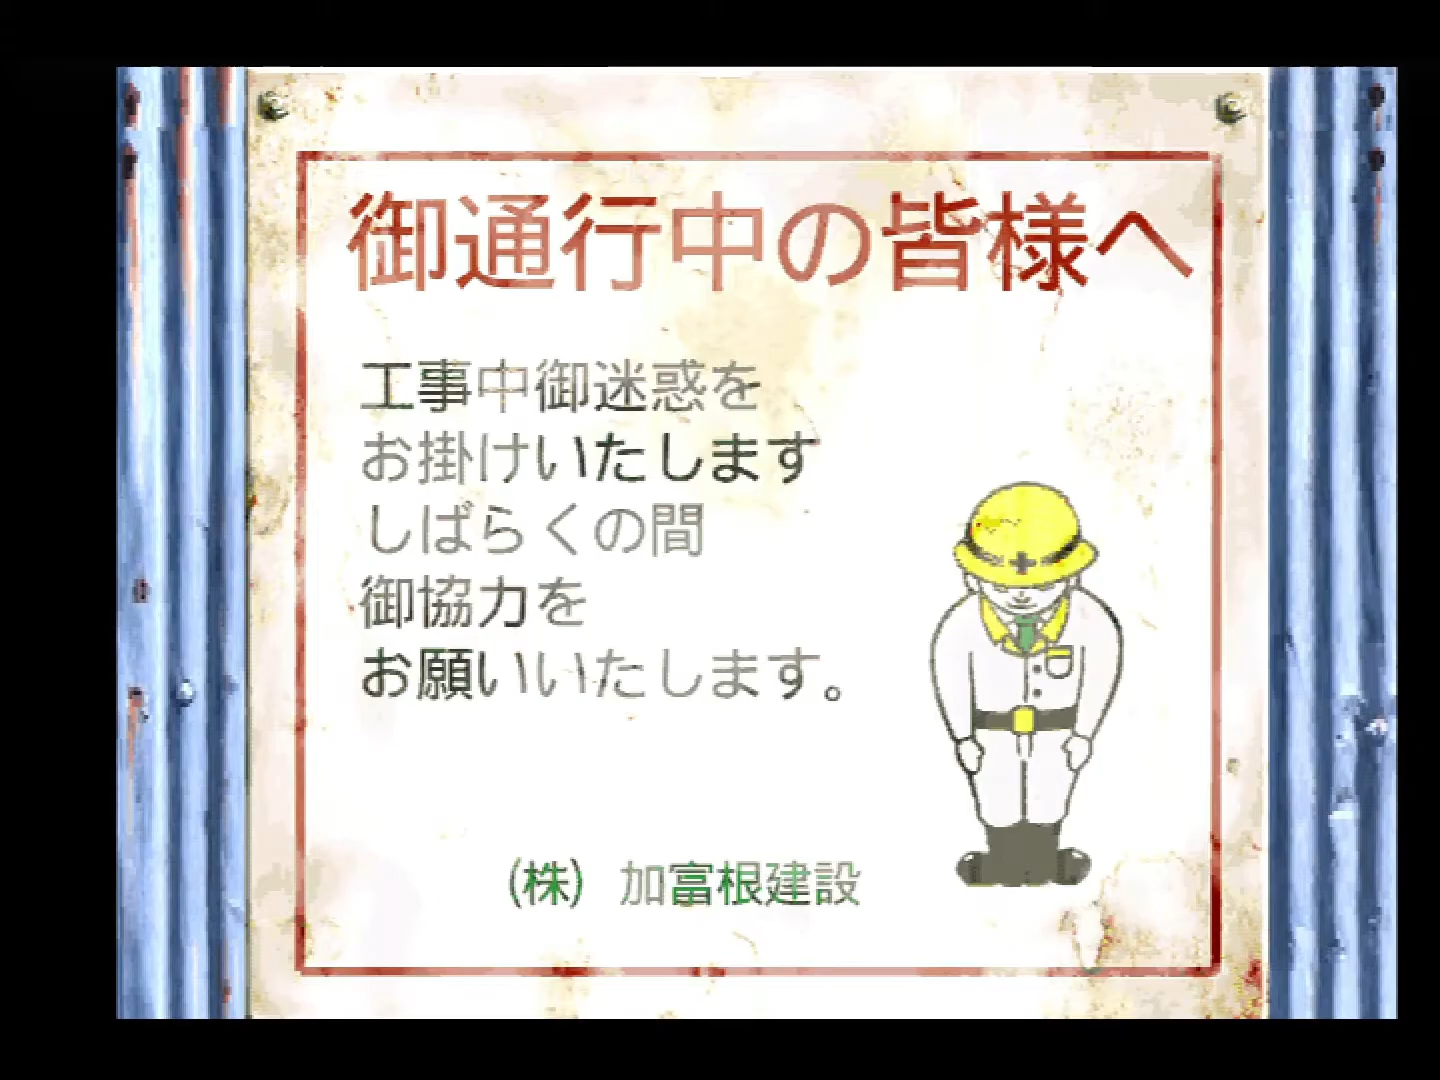 御通行中の皆様へ
工事中御迷惑を
お掛けいたします
しばらくの間
御協力を
お願いいたします。
(株) 加富根建設